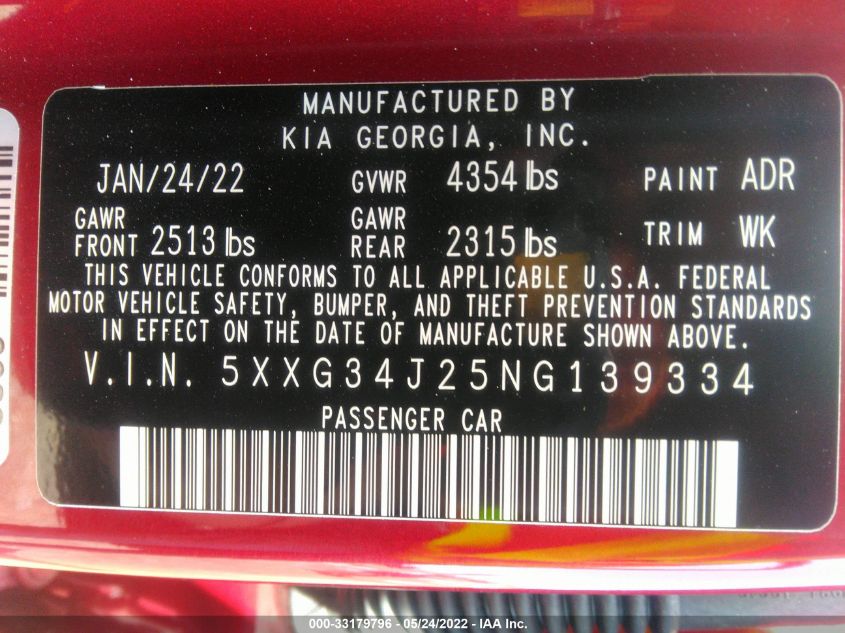 MANUFACTURED BY
KIA GEORGIA, INC.
JAN/24/22 GVWR 4354 lbs PAINT ADR
GAWR FRONT 2513 lbs GAWR REAR 2315 lbs TRIM WK
THIS VEHICLE CONFORMS TO ALL APPLICABLE U.S.A. FEDERAL
MOTOR VEHICLE SAFETY, BUMPER, AND THEFT PREVENTION STANDARDS
IN EFFECT ON THE DATE OF MANUFACTURE SHOWN ABOVE.
V.I.N. 5XXG34J25NG139334
PASSENGER CAR
000-33179796 - 05/24/2022 - IAA Inc.